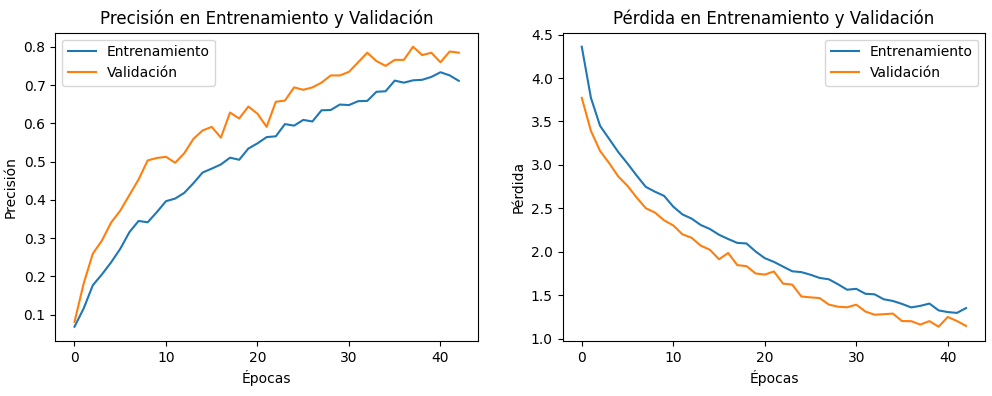 Precisión en Entrenamiento y Validación
Entrenamiento
Validación
0.8
0.7
0.6
0.5
0.4
0.3
0.2
0.1
Precisión
0
10
20
30
40
Épocas
Pérdida en Entrenamiento y Validación
Entrenamiento
Validación
4.5
4.0
3.5
3.0
2.5
2.0
1.5
1.0
Pérdida
0
10
20
30
40
Épocas